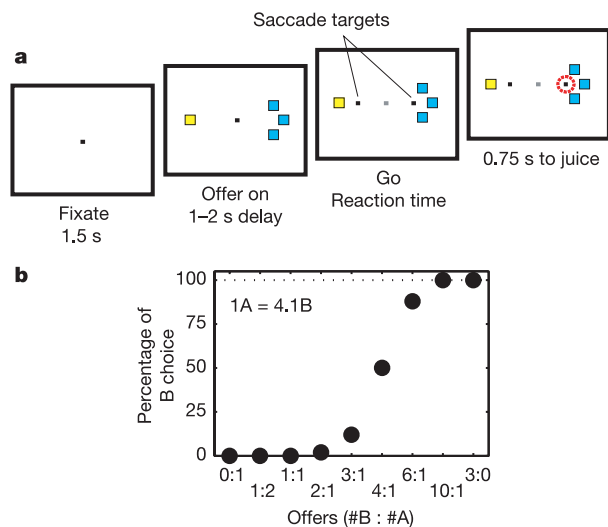 Saccade targets
a
Fixate
1.5 s
Offer on
1–2 s delay
Go
Reaction time
0.75 s to juice
b
Percentage of
B choice
100
75
50
25
0
1A = 4.1B
0:1 1:1 3:1 6:1 3:0
1:2 2:1 4:1 10:1
Offers (#B : #A)